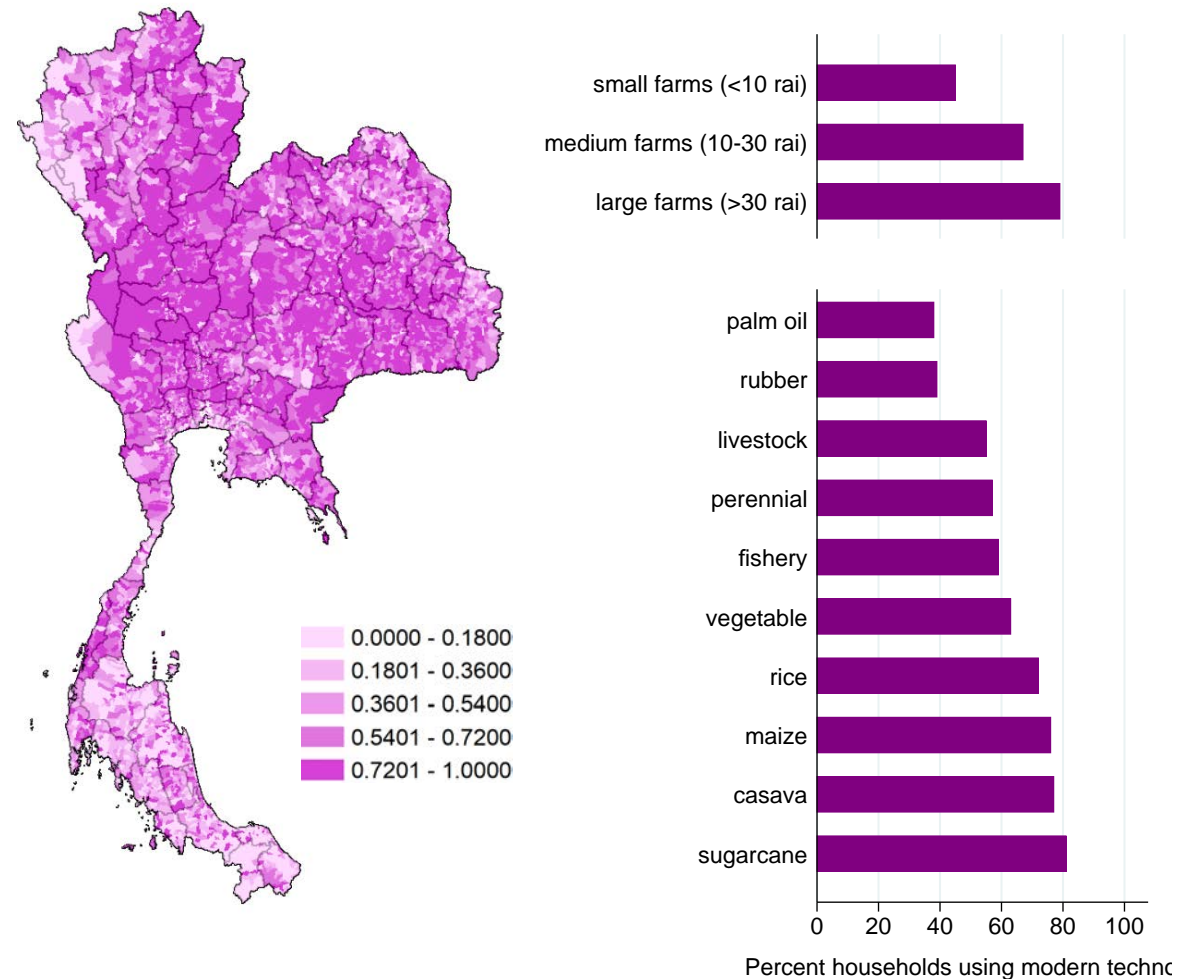 0.0000 - 0.1800
0.1801 - 0.3600
0.3601 - 0.5400
0.5401 - 0.7200
0.7201 - 1.0000
small farms (<10 rai)
medium farms (10-30 rai)
large farms (>30 rai)
palm oil
rubber
livestock
perennial
fishery
vegetable
rice
maize
casava
sugarcane
0 20 40 60 80 100
Percent households using modern